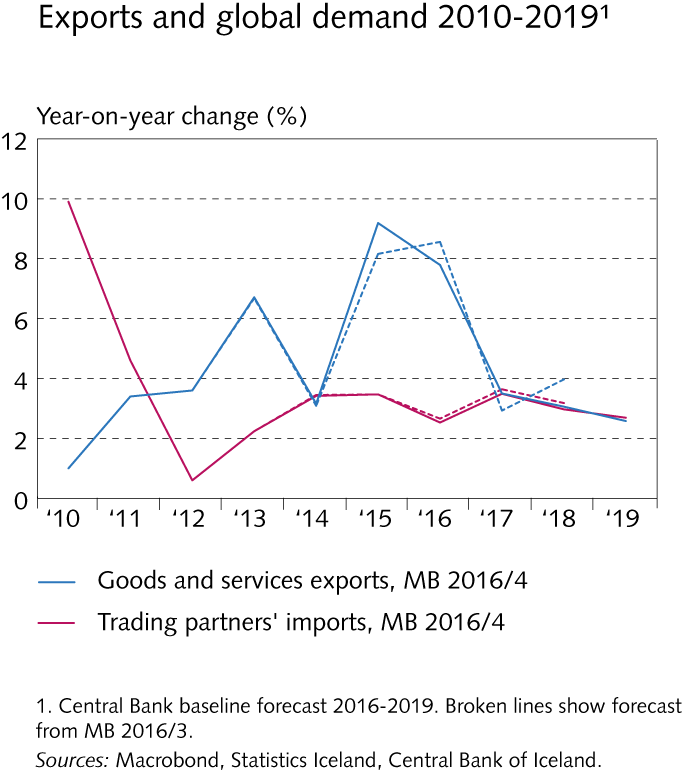 Exports and global demand 2010-2019¹
Year-on-year change (%)
12
10
8
6
4
2
0
‘10 ‘11 ‘12 ‘13 ‘14 ‘15 ‘16 ‘17 ‘18 ‘19
Goods and services exports, MB 2016/4
Trading partners' imports, MB 2016/4
1. Central Bank baseline forecast 2016-2019. Broken lines show forecast
from MB 2016/3.
Sources: Macrobond, Statistics Iceland, Central Bank of Iceland.